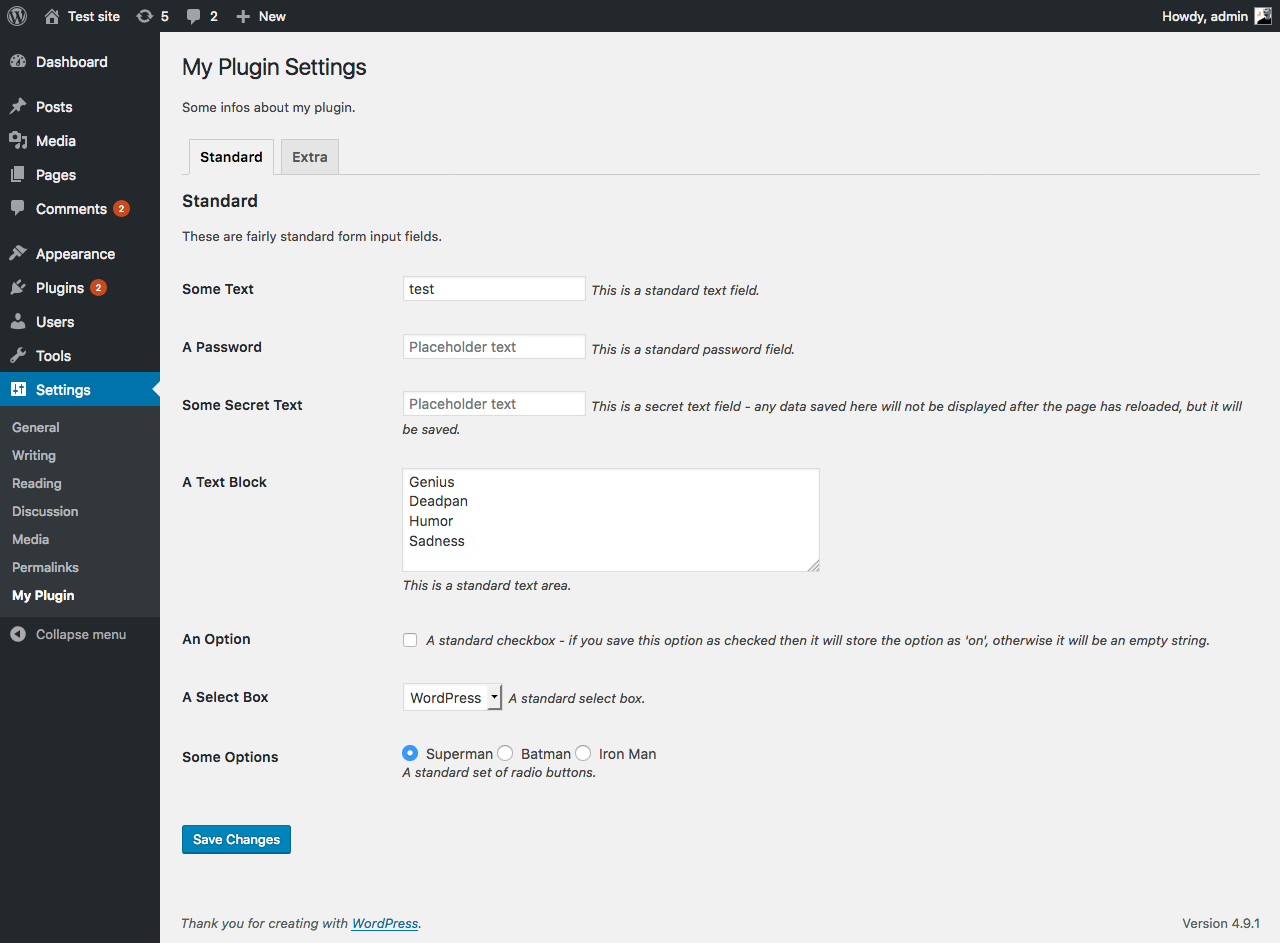 Test site 5 2 New Howdy, admin
Dashboard
Posts
Media
Pages
Comments 2
Appearance
Plugins 2
Users
Tools
Settings
General
Writing
Reading
Discussion
Media
Permalinks
My Plugin
Collapse menu
My Plugin Settings
Some infos about my plugin.
Standard Extra
Standard
These are fairly standard form input fields.
Some Text test This is a standard text field.
A Password Placeholder text This is a standard password field.
Some Secret Text Placeholder text This is a secret text field - any data saved here will not be displayed after the page has reloaded, but it will
be saved.
A Text Block Genius
Deadpan
Humor
Sadness
This is a standard text area.
An Option A standard checkbox - if you save this option as checked then it will store the option as 'on', otherwise it will be an empty string.
A Select Box WordPress A standard select box.
Some Options Superman Batman Iron Man
A standard set of radio buttons.
Save Changes
Thank you for creating with WordPress. Version 4.9.1